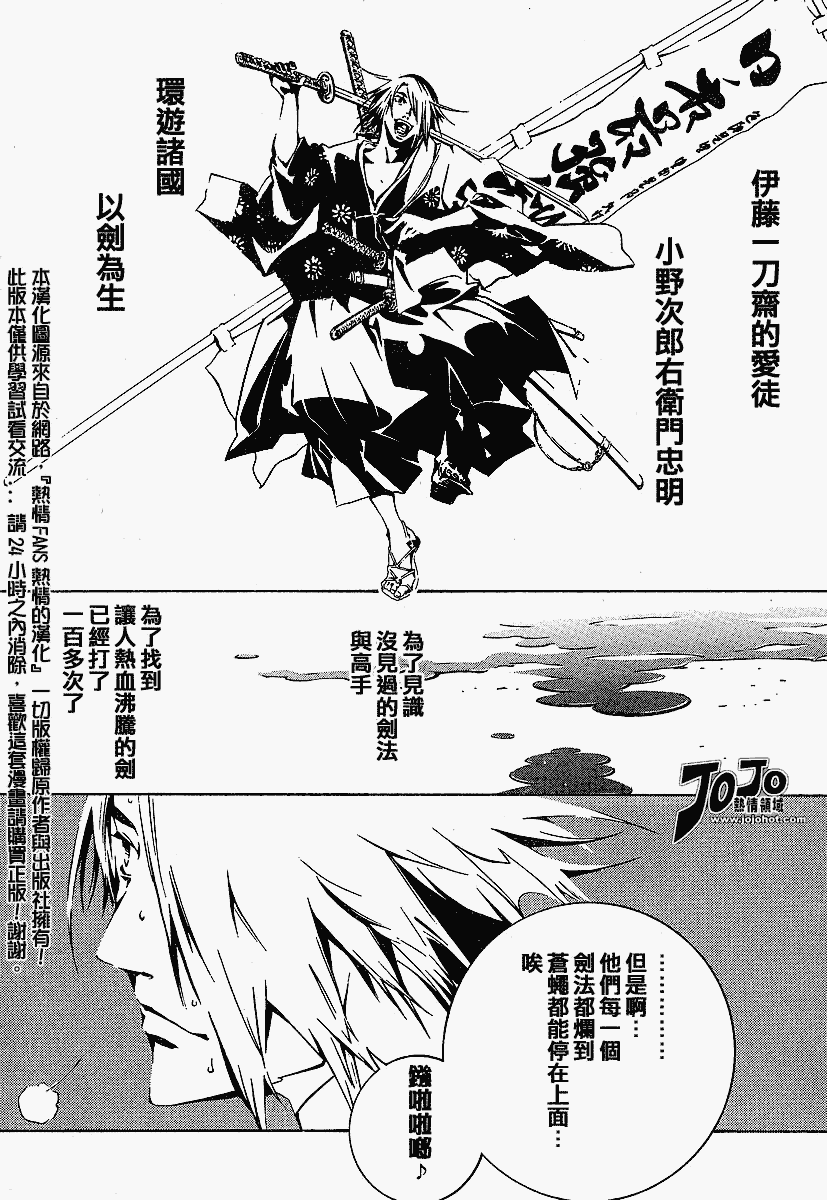 伊藤一刀齋的愛徒
小野次郎右衛門忠明
環遊諸國
以劍為生
為了見識
沒見過的劍法
與高手
為了找到
讓人熱血沸騰的劍
已經打了
一百多次了
JOJO
熱情領域
www.jojohot.com
………………
但是啊…
他們每一個
劍法都爛到
蒼蠅都能停在上面…
唉
啦啦
♪
本漢化圖源來自於網路，『熱情FANS熱情的漢化』一切版權歸原作者與出版社擁有！
此版本僅供學習試看交流… 請24小時之內消除，喜歡這套漫畫請購買正版！謝謝。